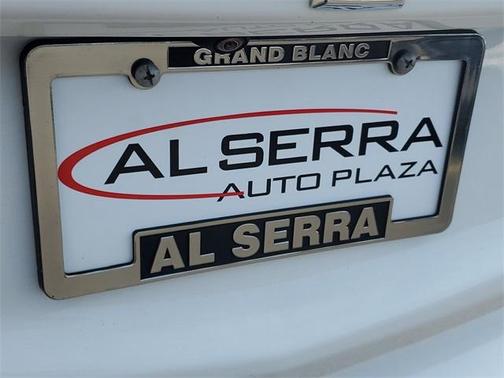 GRAND BLANC
AL SERRA
AUTO PLAZA
AL SERRA